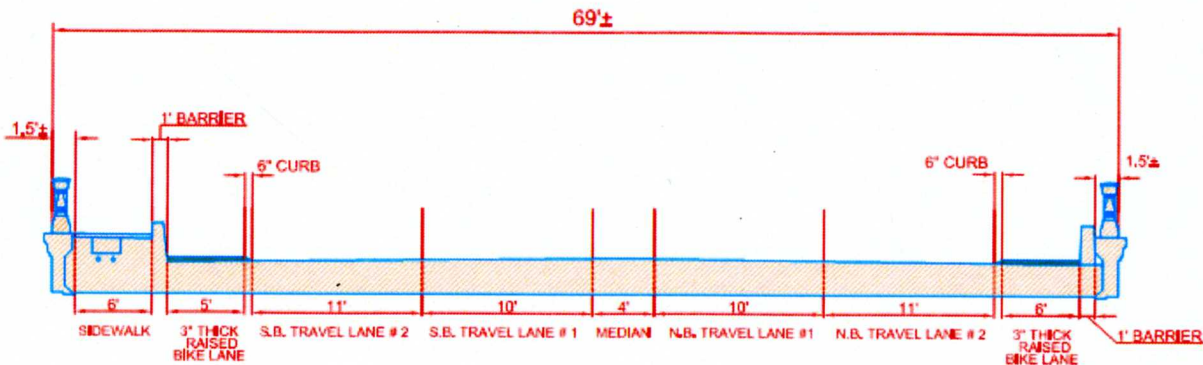 69'±
1' BARRIER
1.5'±
6" CURB
6" CURB
1.5'±
6'
5'
11'
10'
4'
10'
11'
6'
SIDEWALK
3" THICK
RAISED
BIKE LANE
S.B. TRAVEL LANE # 2
S.B. TRAVEL LANE # 1
MEDIAN
N.B. TRAVEL LANE #1
N.B. TRAVEL LANE # 2
3" THICK
RAISED
BIKE LANE
1' BARRIER